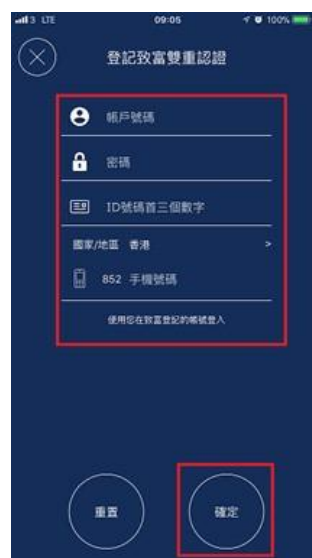 3 LTE 09:05 100%
登記致富雙重認證
帳戶號碼
密碼
ID號碼首三個數字
國家/地區 香港 >
852 手機號碼
使用您在致富登記的帳號登入
重置
確定